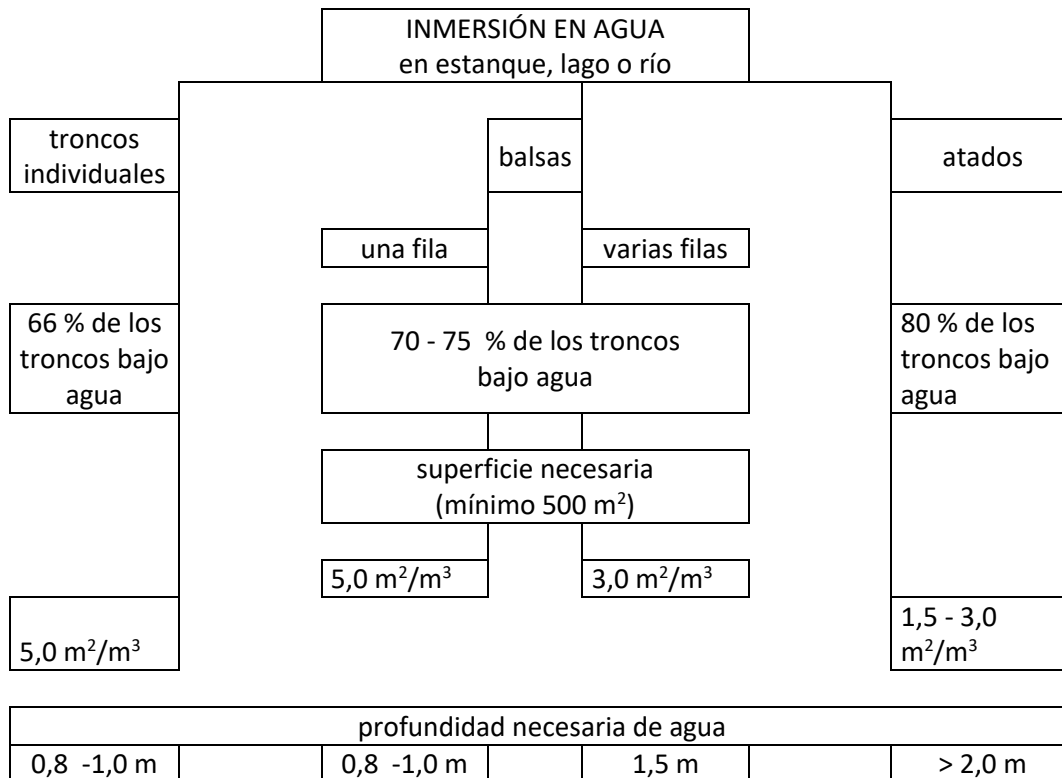 INMERSIÓN EN AGUA
en estanque, lago o río
troncos
individuales
balsas
atados
una fila
varias filas
66 % de los
troncos bajo
agua
70 - 75 % de los troncos
bajo agua
80 % de los
troncos bajo
agua
superficie necesaria
(mínimo 500 m²)
5,0 m²/m³
3,0 m²/m³
5,0 m²/m³
1,5 - 3,0
m²/m³
profundidad necesaria de agua
0,8 -1,0 m
0,8 -1,0 m
1,5 m
> 2,0 m